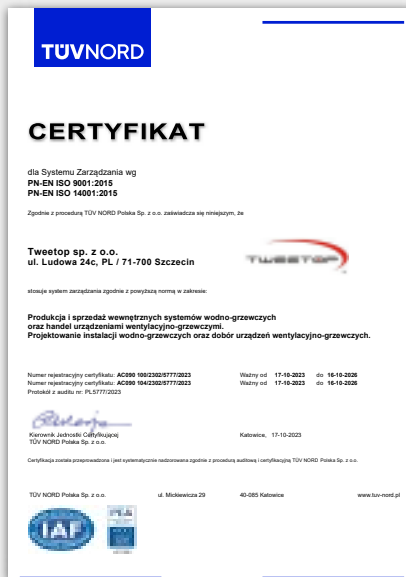 TÜVNORD
CERTYFIKAT
dla Systemu Zarządzania wg
PN-EN ISO 9001:2015
PN-EN ISO 14001:2015
Zgodnie z procedurą TÜV NORD Polska Sp. z o.o. zaświadcza się niniejszym, że
Tweetop sp. z o.o.
ul. Ludowa 24c, PL / 71-700 Szczecin
TWEETOP
stosuje system zarządzania zgodnie z powyższą normą w zakresie:
Produkcja i sprzedaż wewnętrznych systemów wodno-grzewczych
oraz handel urządzeniami wentylacyjno-grzewczymi.
Projektowanie instalacji wodno-grzewczych oraz dobór urządzeń wentylacyjno-grzewczych.
Numer rejestracyjny certyfikatu: AC090 100/2302/5777/2023 Ważny od 17-10-2023 do 16-10-2026
Numer rejestracyjny certyfikatu: AC090 104/2302/5777/2023 Ważny od 17-10-2023 do 16-10-2026
Protokół z auditu nr: PL5777/2023
Kierownik Jednostki Certyfikującej Katowice, 17-10-2023
TÜV NORD Polska Sp. z o.o.
Certyfikacja została przeprowadzona i jest systematycznie nadzorowana zgodnie z procedurą auditową i certyfikacyjną TÜV NORD Polska Sp. z o.o.
TÜV NORD Polska Sp. z o.o. ul. Mickiewicza 29 40-085 Katowice www.tuv-nord.pl
IAF